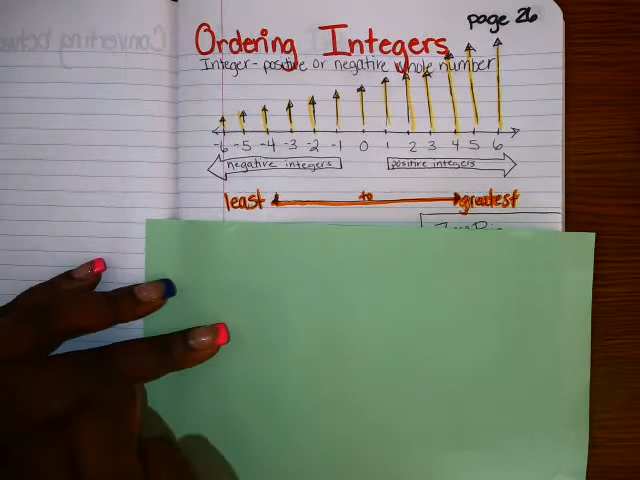 page 26
Ordering Integers
Integer - positive or negative whole number
-6 -5 -4 -3 -2 -1 0 1 2 3 4 5 6
negative integers positive integers
least to greatest